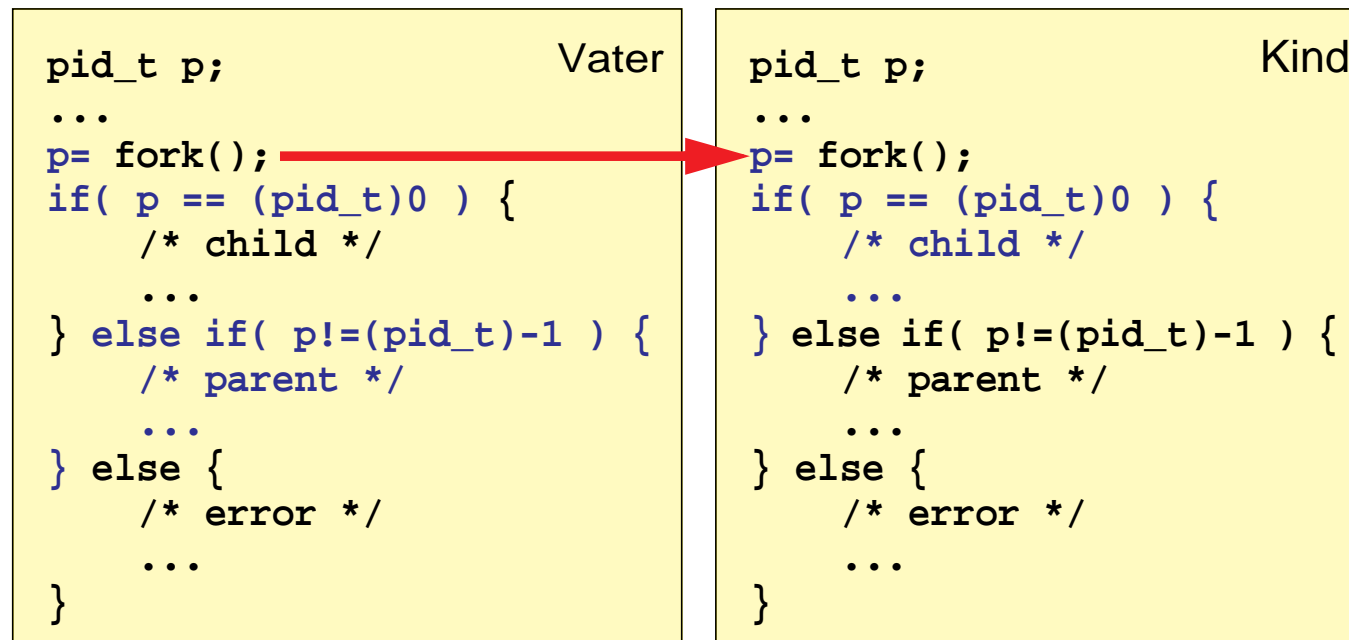 Vater
pid_t p;
...
p= fork();
if( p == (pid_t)0 ) {
/* child */
...
} else if( p!=(pid_t)-1 ) {
/* parent */
...
} else {
/* error */
...
}
Kind
pid_t p;
...
p= fork();
if( p == (pid_t)0 ) {
/* child */
...
} else if( p!=(pid_t)-1 ) {
/* parent */
...
} else {
/* error */
...
}